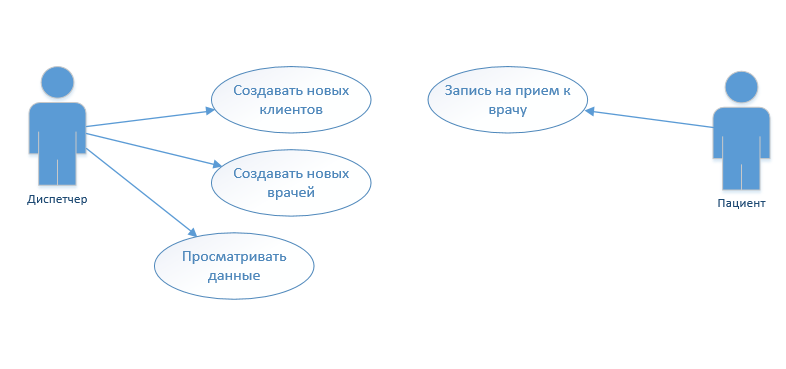 Создавать новых
клиентов
Запись на прием к
врачу
Создавать новых
врачей
Диспетчер
Пациент
Просматривать
данные